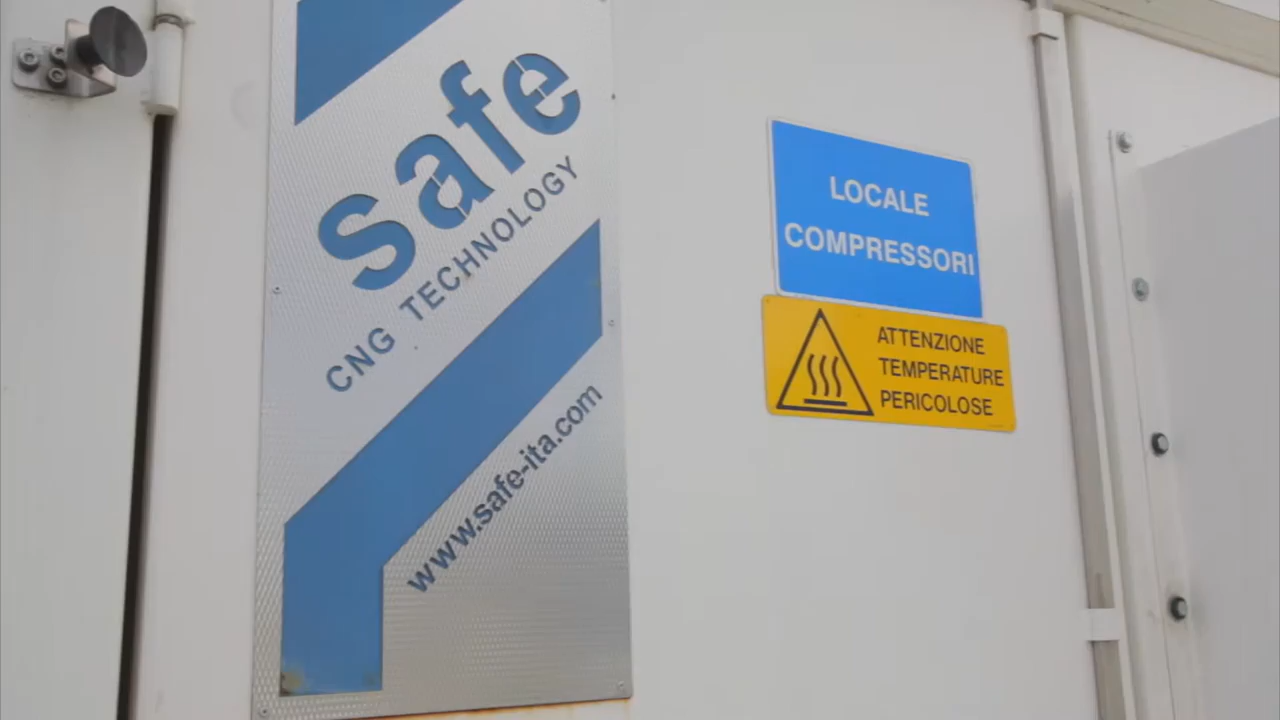 safe
CNG TECHNOLOGY
www.safe-ita.com
LOCALE
COMPRESSORI
ATTENZIONE
TEMPERATURE
PERICOLOSE